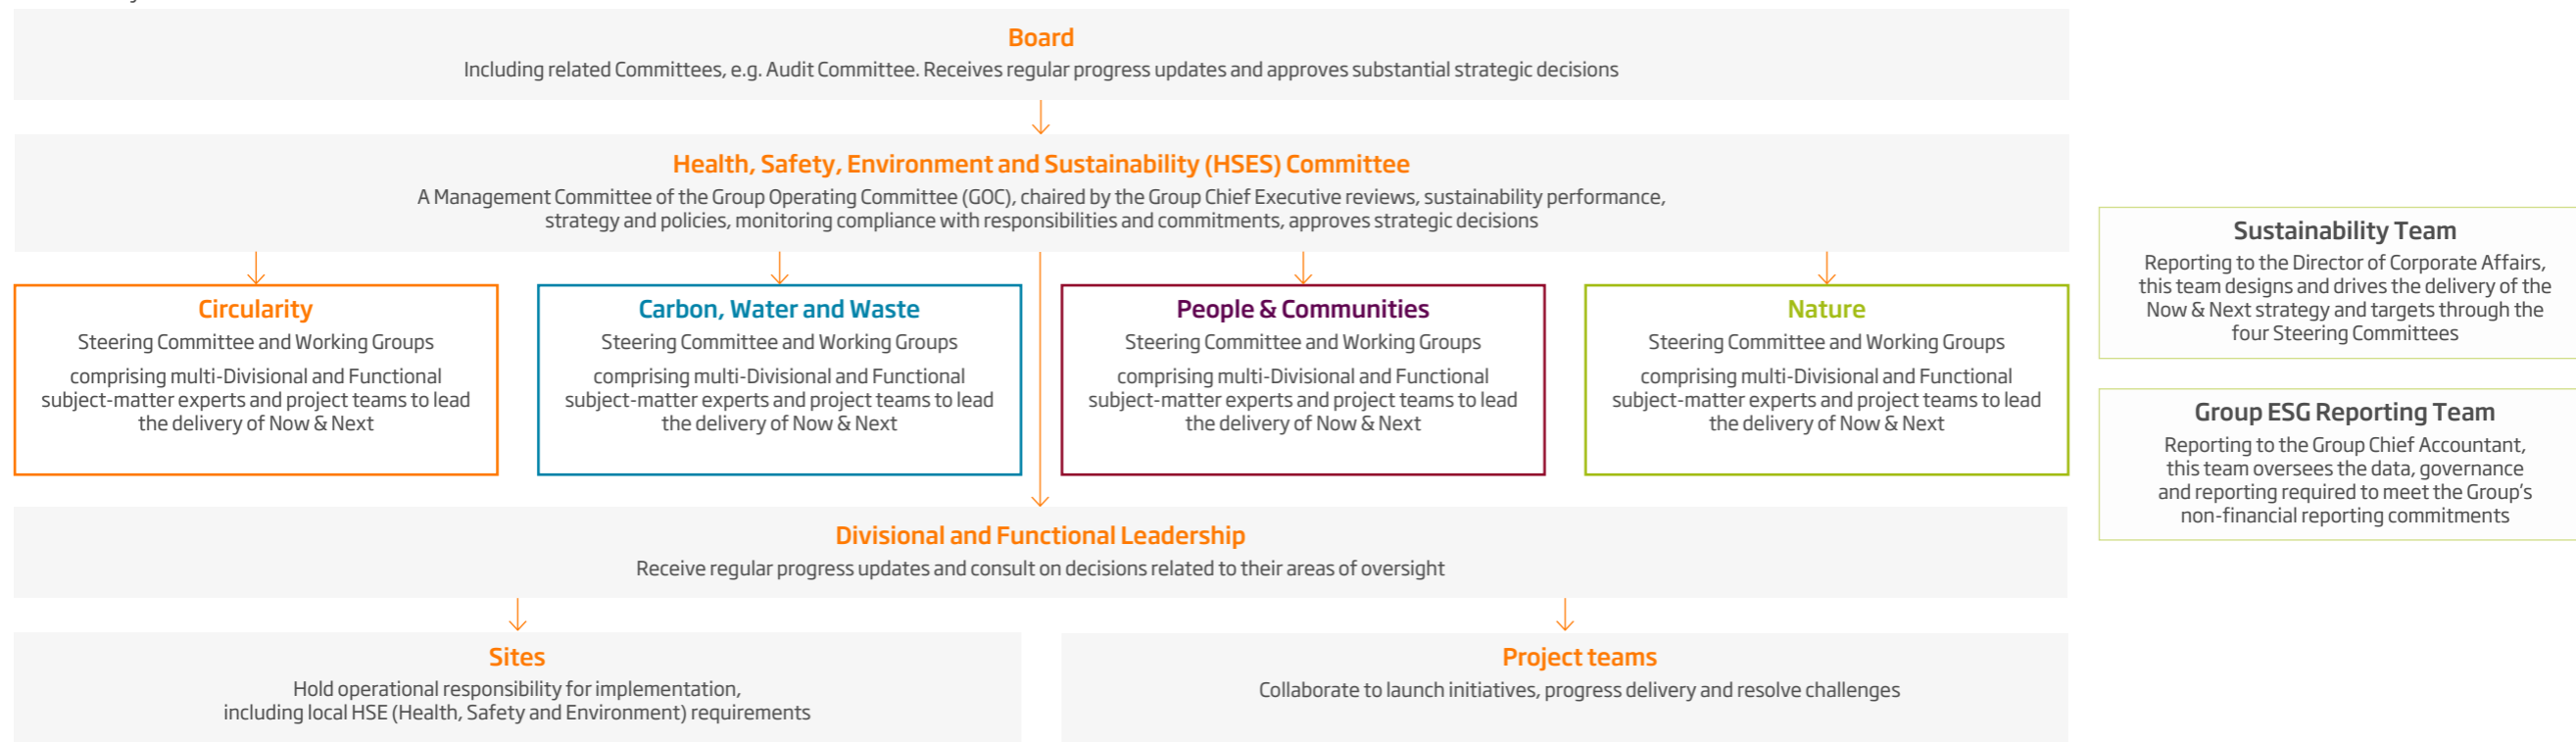 Board
Including related Committees, e.g. Audit Committee. Receives regular progress updates and approves substantial strategic decisions
Health, Safety, Environment and Sustainability (HSES) Committee
A Management Committee of the Group Operating Committee (GOC), chaired by the Group Chief Executive reviews, sustainability performance,
strategy and policies, monitoring compliance with responsibilities and commitments, approves strategic decisions
Circularity
Steering Committee and Working Groups
comprising multi-Divisional and Functional
subject-matter experts and project teams to lead
the delivery of Now & Next
Carbon, Water and Waste
Steering Committee and Working Groups
comprising multi-Divisional and Functional
subject-matter experts and project teams to lead
the delivery of Now & Next
People & Communities
Steering Committee and Working Groups
comprising multi-Divisional and Functional
subject-matter experts and project teams to lead
the delivery of Now & Next
Nature
Steering Committee and Working Groups
comprising multi-Divisional and Functional
subject-matter experts and project teams to lead
the delivery of Now & Next
Divisional and Functional Leadership
Receive regular progress updates and consult on decisions related to their areas of oversight
Sites
Hold operational responsibility for implementation,
including local HSE (Health, Safety and Environment) requirements
Project teams
Collaborate to launch initiatives, progress delivery and resolve challenges
Sustainability Team
Reporting to the Director of Corporate Affairs,
this team designs and drives the delivery of the
Now & Next strategy and targets through the
four Steering Committees
Group ESG Reporting Team
Reporting to the Group Chief Accountant,
this team oversees the data, governance
and reporting required to meet the Group's
non-financial reporting commitments